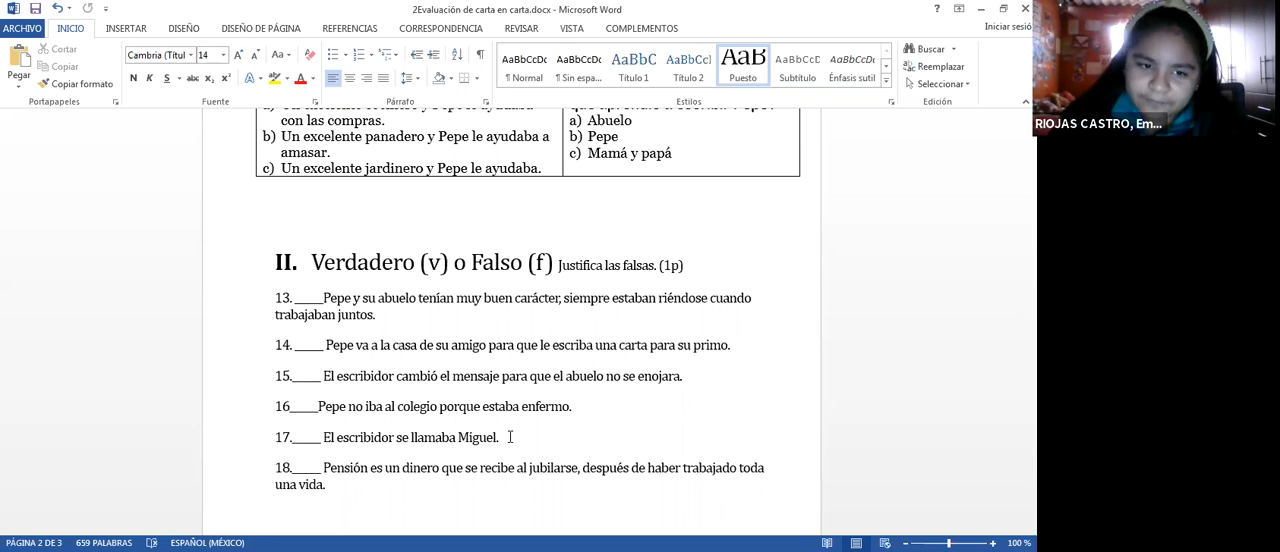 2Evaluación de carta en carta.docx - Microsoft Word
ARCHIVO INICIO INSERTAR DISEÑO DISEÑO DE PÁGINA REFERENCIAS CORRESPONDENCIA REVISAR VISTA COMPLEMENTOS Iniciar sesió
Cortar
Copiar
Copiar formato
Pegar
Cambria (Títul 14
N K S abc
AaBbCcDc AaBbCcDc AaBbC AaBbCc] AaB AaBbCcD AaBbCcDc
¶ Normal ¶ Sin espa... Título 1 Título 2 Puesto Subtítulo Énfasis sutil
Buscar
Reemplazar
Seleccionar
Portapapeles Fuente Párrafo Estilos Edición
RIOJAS CASTRO, Em...
con las compras.
b) Un excelente panadero y Pepe le ayudaba a
amasar.
c) Un excelente jardinero y Pepe le ayudaba.
a) Abuelo
b) Pepe
c) Mamá y papá
II. Verdadero (v) o Falso (f) Justifica las falsas. (1p)
13. _____Pepe y su abuelo tenían muy buen carácter, siempre estaban riéndose cuando
trabajaban juntos.
14. _____ Pepe va a la casa de su amigo para que le escriba una carta para su primo.
15._____ El escribidor cambió el mensaje para que el abuelo no se enojara.
16_____Pepe no iba al colegio porque estaba enfermo.
17._____ El escribidor se llamaba Miguel.
18._____ Pensión es un dinero que se recibe al jubilarse, después de haber trabajado toda
una vida.
PÁGINA 2 DE 3 659 PALABRAS ESPAÑOL (MÉXICO) 100 %